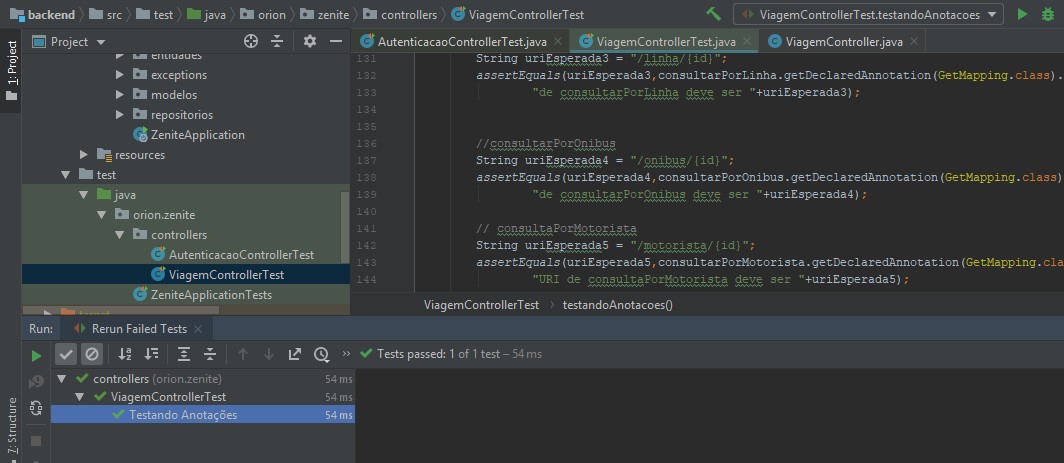 backend src test java orion zenite controllers ViagemControllerTest ViagemControllerTest.testandoAnotacoes
1: Project
Project
AutenticacaoControllerTest.java ViagemControllerTest.java ViagemController.java
entidades
exceptions
modelos
repositorios
ZeniteApplication
resources
test
java
orion.zenite
controllers
AutenticacaoControllerTest
ViagemControllerTest
ZeniteApplicationTests
target
131 String uriEsperada3 = "/linha/{id}";
132 assertEquals(uriEsperada3,consultarPorLinha.getDeclaredAnnotation(GetMapping.class).
133 "de consultarPorLinha deve ser "+uriEsperada3);
134
135
136 //consultarPorOnibus
137 String uriEsperada4 = "/onibus/{id}";
138 assertEquals(uriEsperada4,consultarPorOnibus.getDeclaredAnnotation(GetMapping.class)
139 "de consultarPorOnibus deve ser "+uriEsperada4);
140
141 // consultaPorMotorista
142 String uriEsperada5 = "/motorista/{id}";
143 assertEquals(uriEsperada5,consultarPorMotorista.getDeclaredAnnotation(GetMapping.cla
144 "URI de consultaPorMotorista deve ser "+uriEsperada5);
ViagemControllerTest testandoAnotacoes()
Run: Rerun Failed Tests
Tests passed: 1 of 1 test – 54 ms
controllers (orion.zenite) 54 ms
ViagemControllerTest 54 ms
Testando Anotações 54 ms
7: Structure